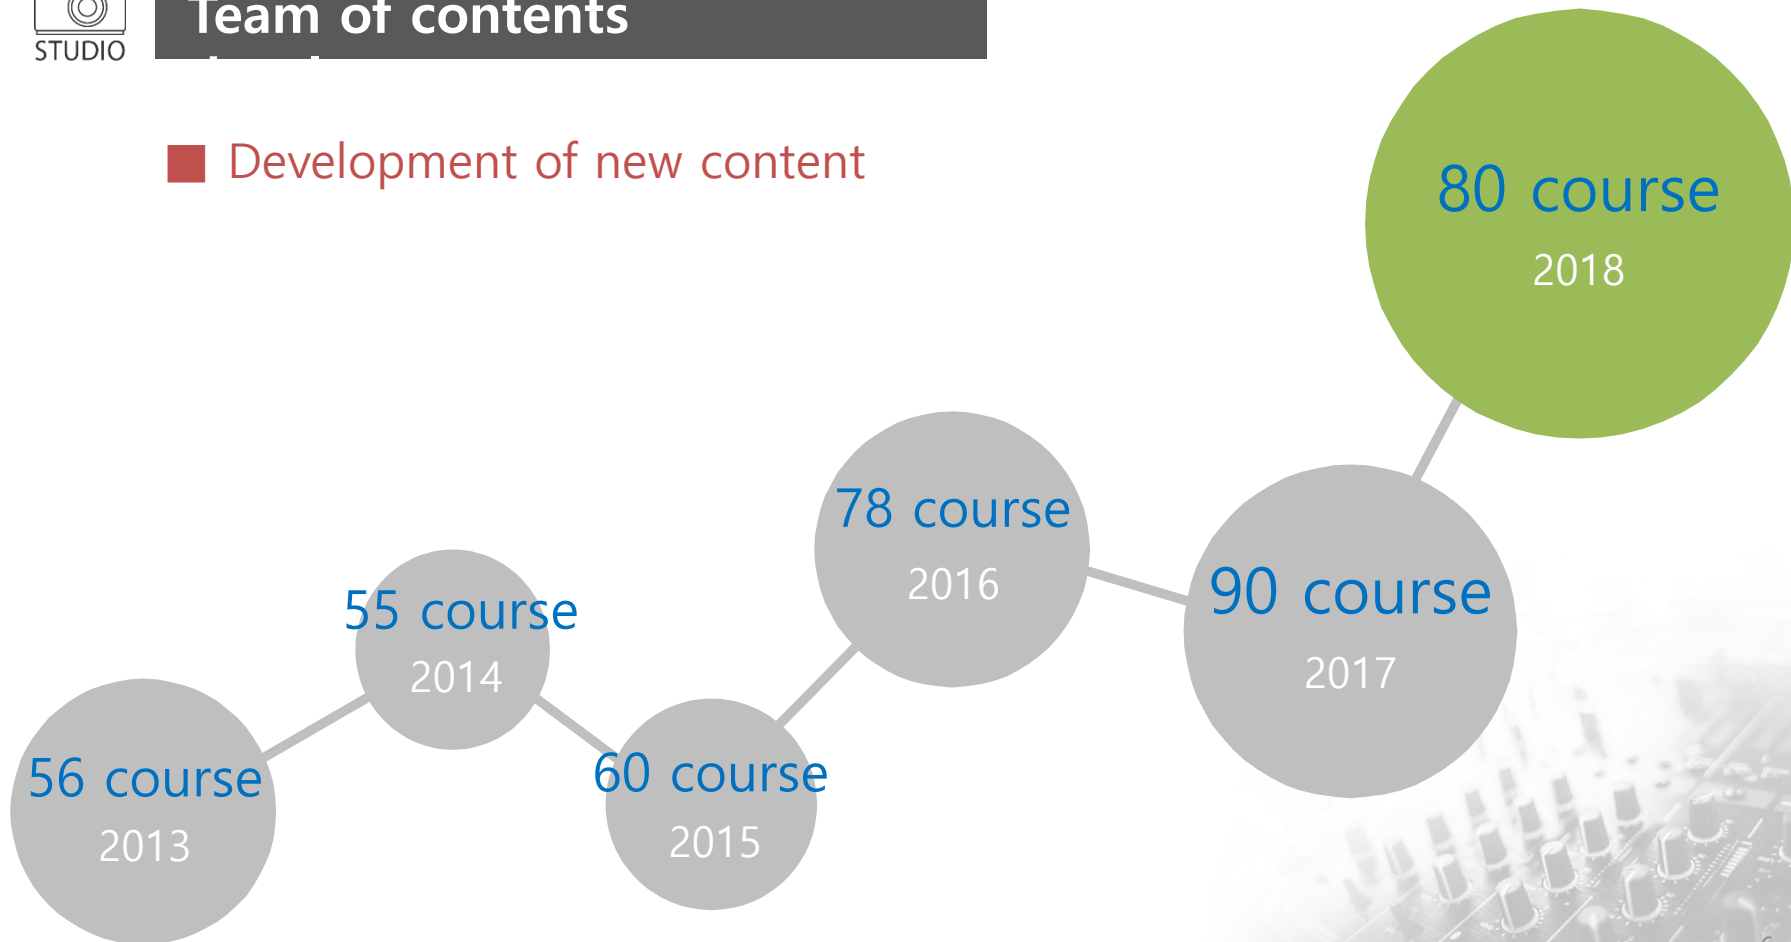 STUDIO
Team of contents
Development of new content
80 course
2018
78 course
2016
90 course
2017
55 course
2014
60 course
2015
56 course
2013